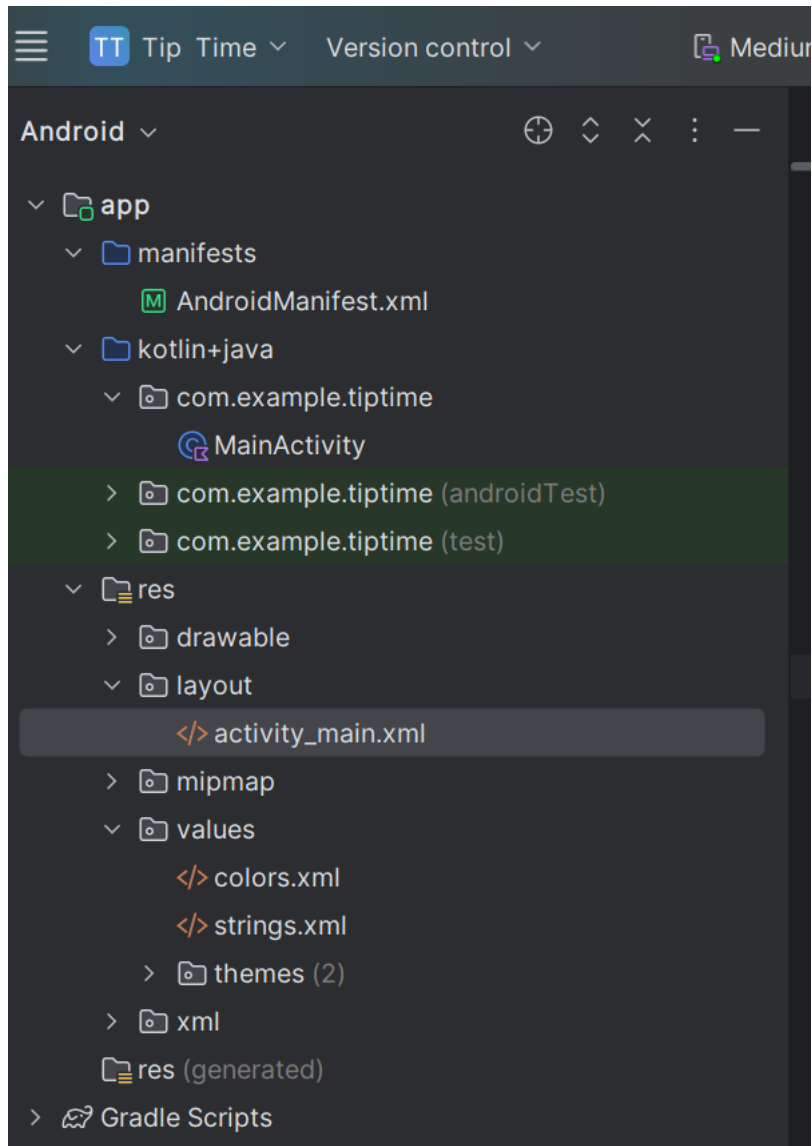 TT Tip Time Version control Mediun
Android
app
manifests
M AndroidManifest.xml
kotlin+java
com.example.tiptime
MainActivity
com.example.tiptime (androidTest)
com.example.tiptime (test)
res
drawable
layout
</> activity_main.xml
mipmap
values
</> colors.xml
</> strings.xml
themes (2)
xml
res (generated)
Gradle Scripts